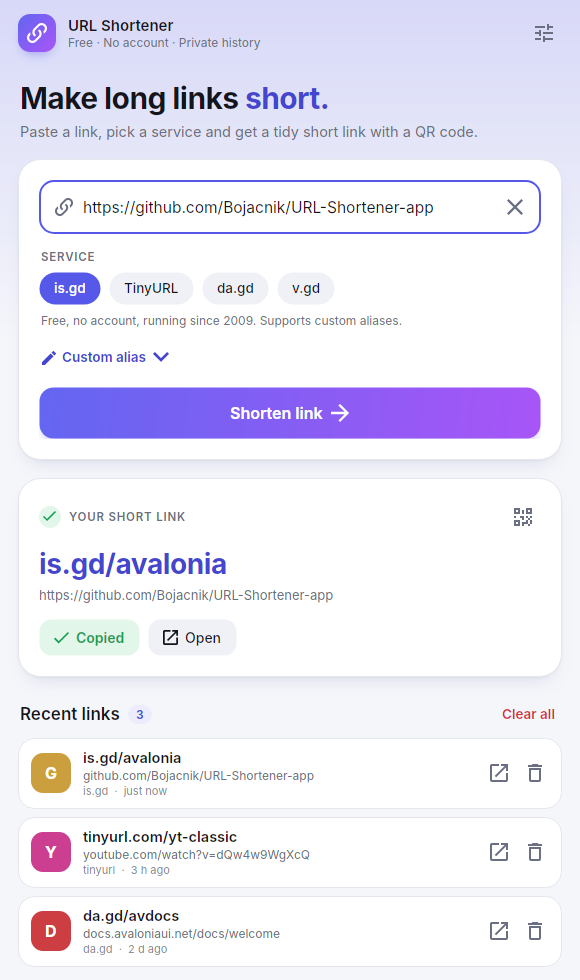 URL Shortener
Free · No account · Private history
Make long links short.
Paste a link, pick a service and get a tidy short link with a QR code.
https://github.com/Bojacnik/URL-Shortener-app
SERVICE
is.gd TinyURL da.gd v.gd
Free, no account, running since 2009. Supports custom aliases.
Custom alias
Shorten link
YOUR SHORT LINK
is.gd/avalonia
https://github.com/Bojacnik/URL-Shortener-app
Copied Open
Recent links 3 Clear all
G
is.gd/avalonia
github.com/Bojacnik/URL-Shortener-app
is.gd · just now
Y
tinyurl.com/yt-classic
youtube.com/watch?v=dQw4w9WgXcQ
tinyurl · 3 h ago
D
da.gd/avdocs
docs.avaloniaui.net/docs/welcome
da.gd · 2 d ago